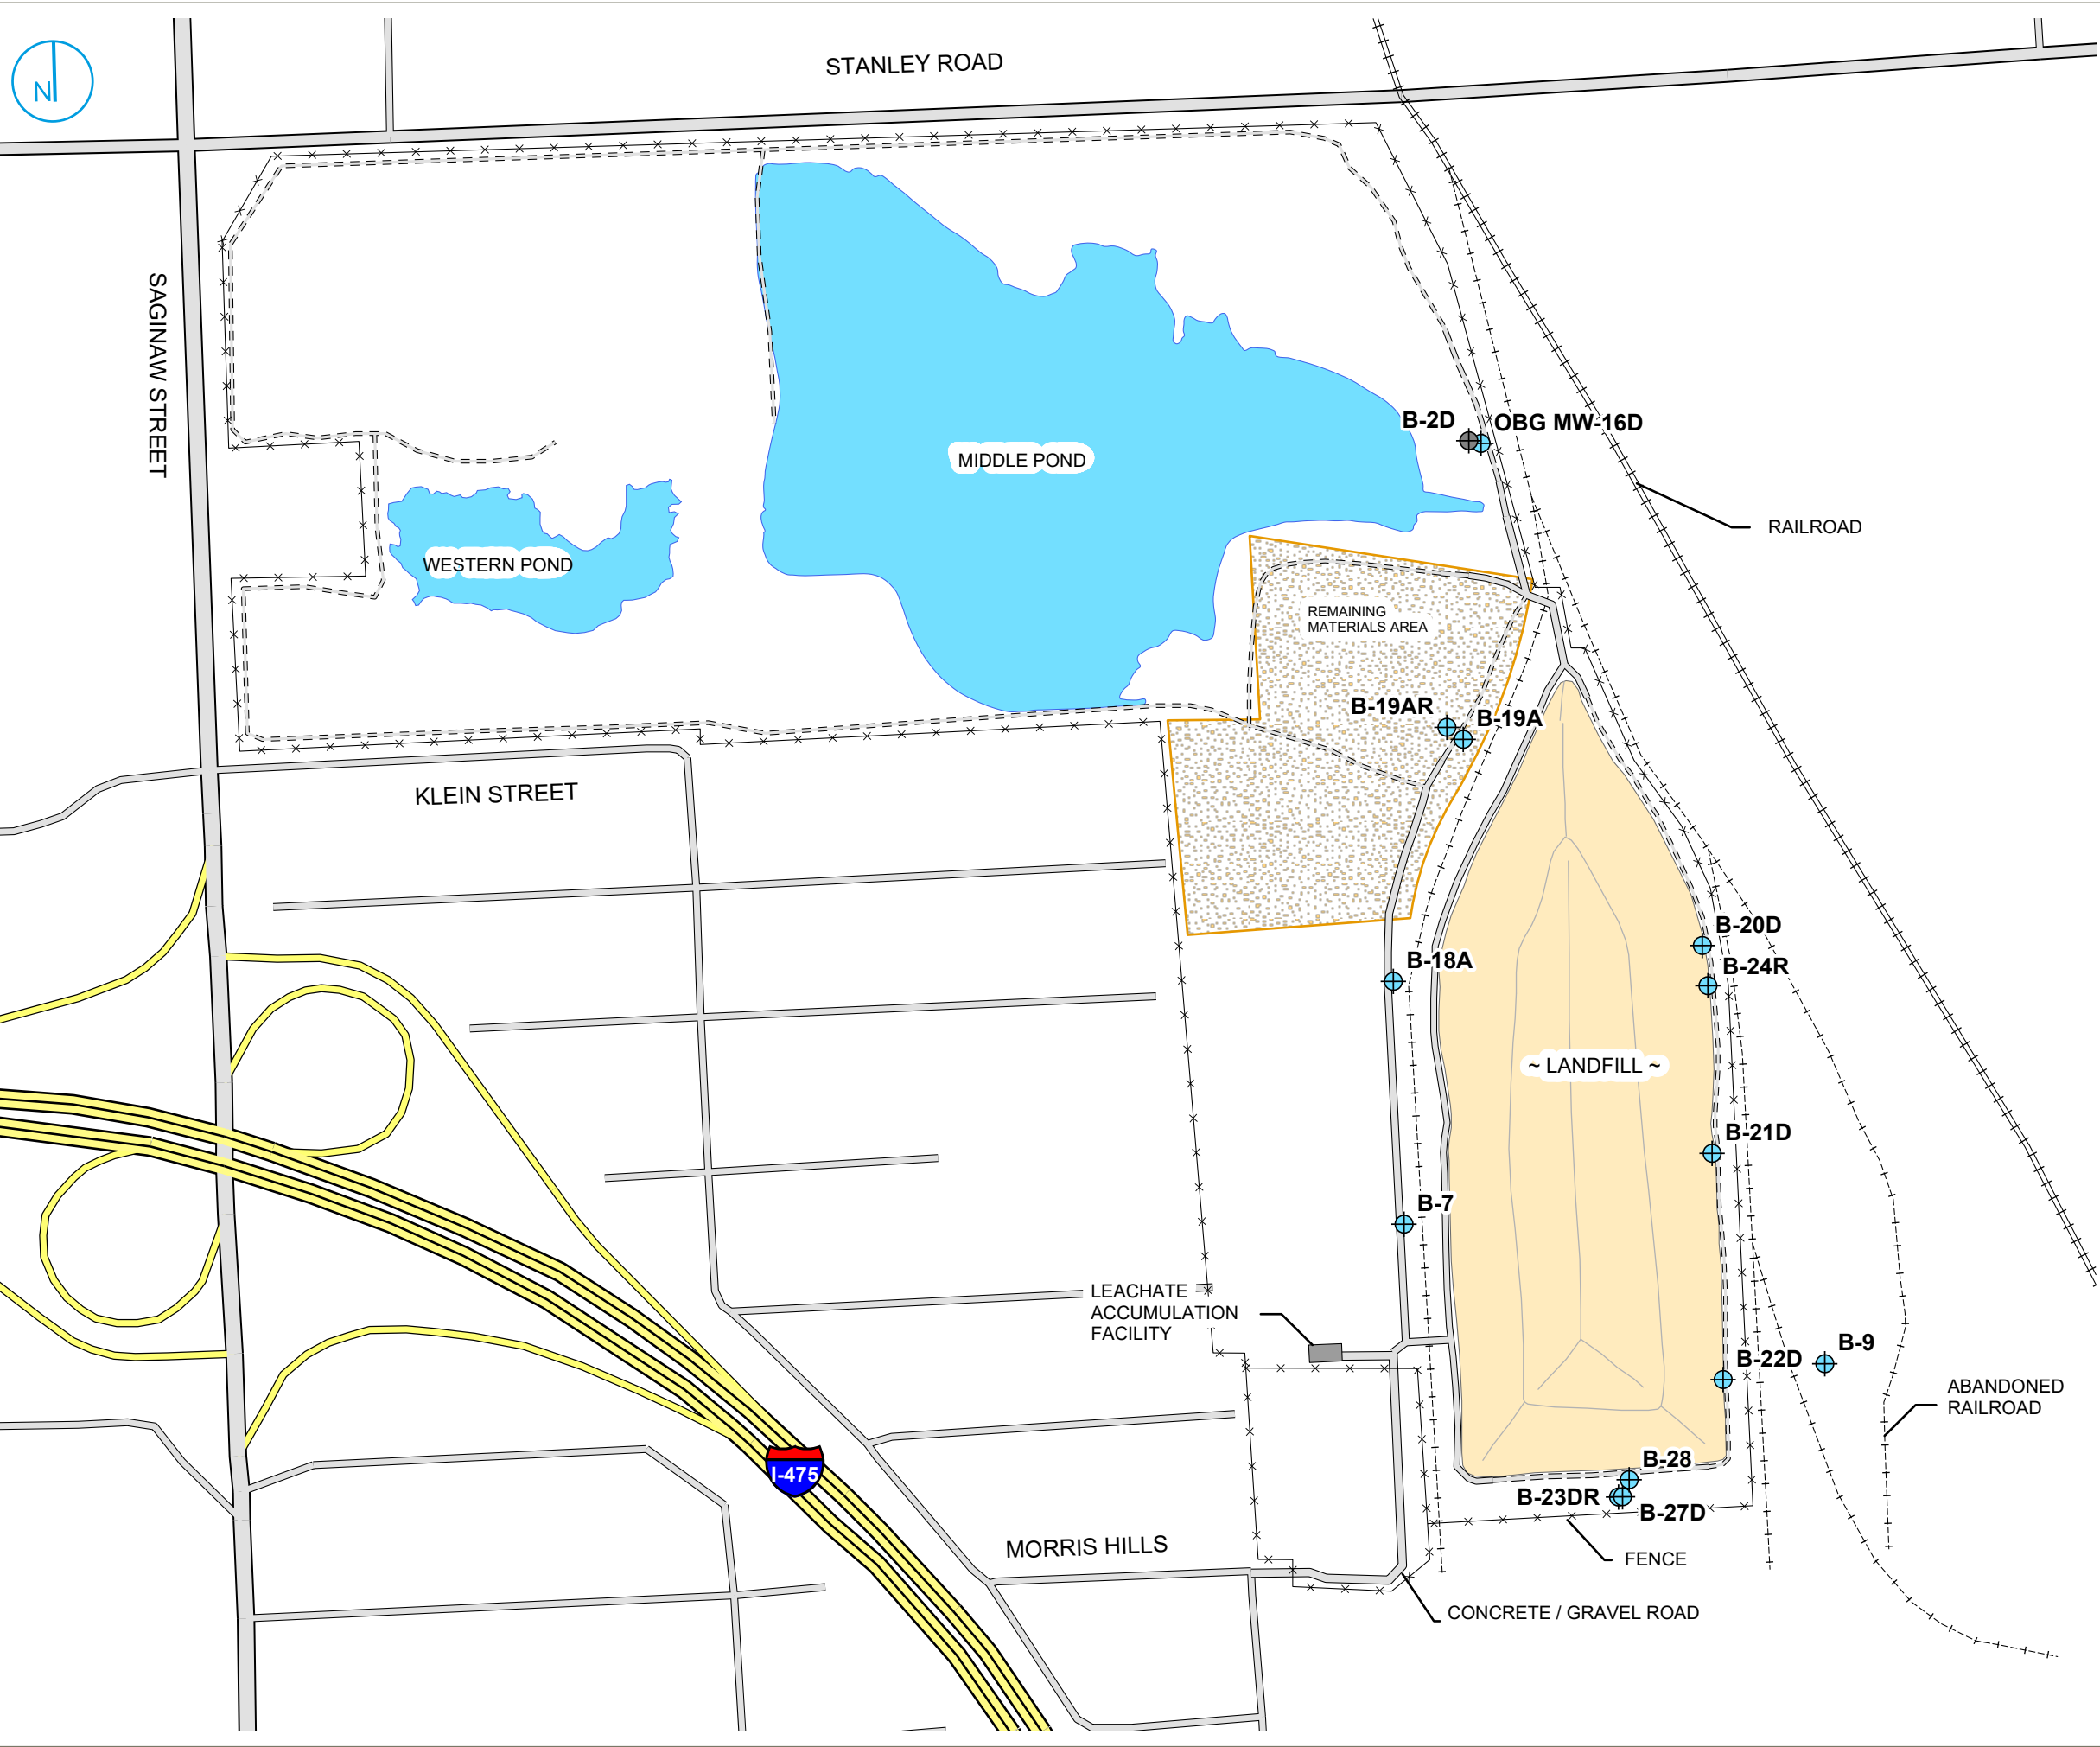 N
STANLEY ROAD
SAGINAW STREET
B-2D
OBG MW-16D
MIDDLE POND
RAILROAD
WESTERN POND
REMAINING
MATERIALS AREA
B-19AR
B-19A
KLEIN STREET
B-20D
B-18A
B-24R
~ LANDFILL ~
B-21D
B-7
LEACHATE
ACCUMULATION
FACILITY
B-9
B-22D
ABANDONED
RAILROAD
B-28
I-475
B-23DR
B-27D
MORRIS HILLS
FENCE
CONCRETE / GRAVEL ROAD